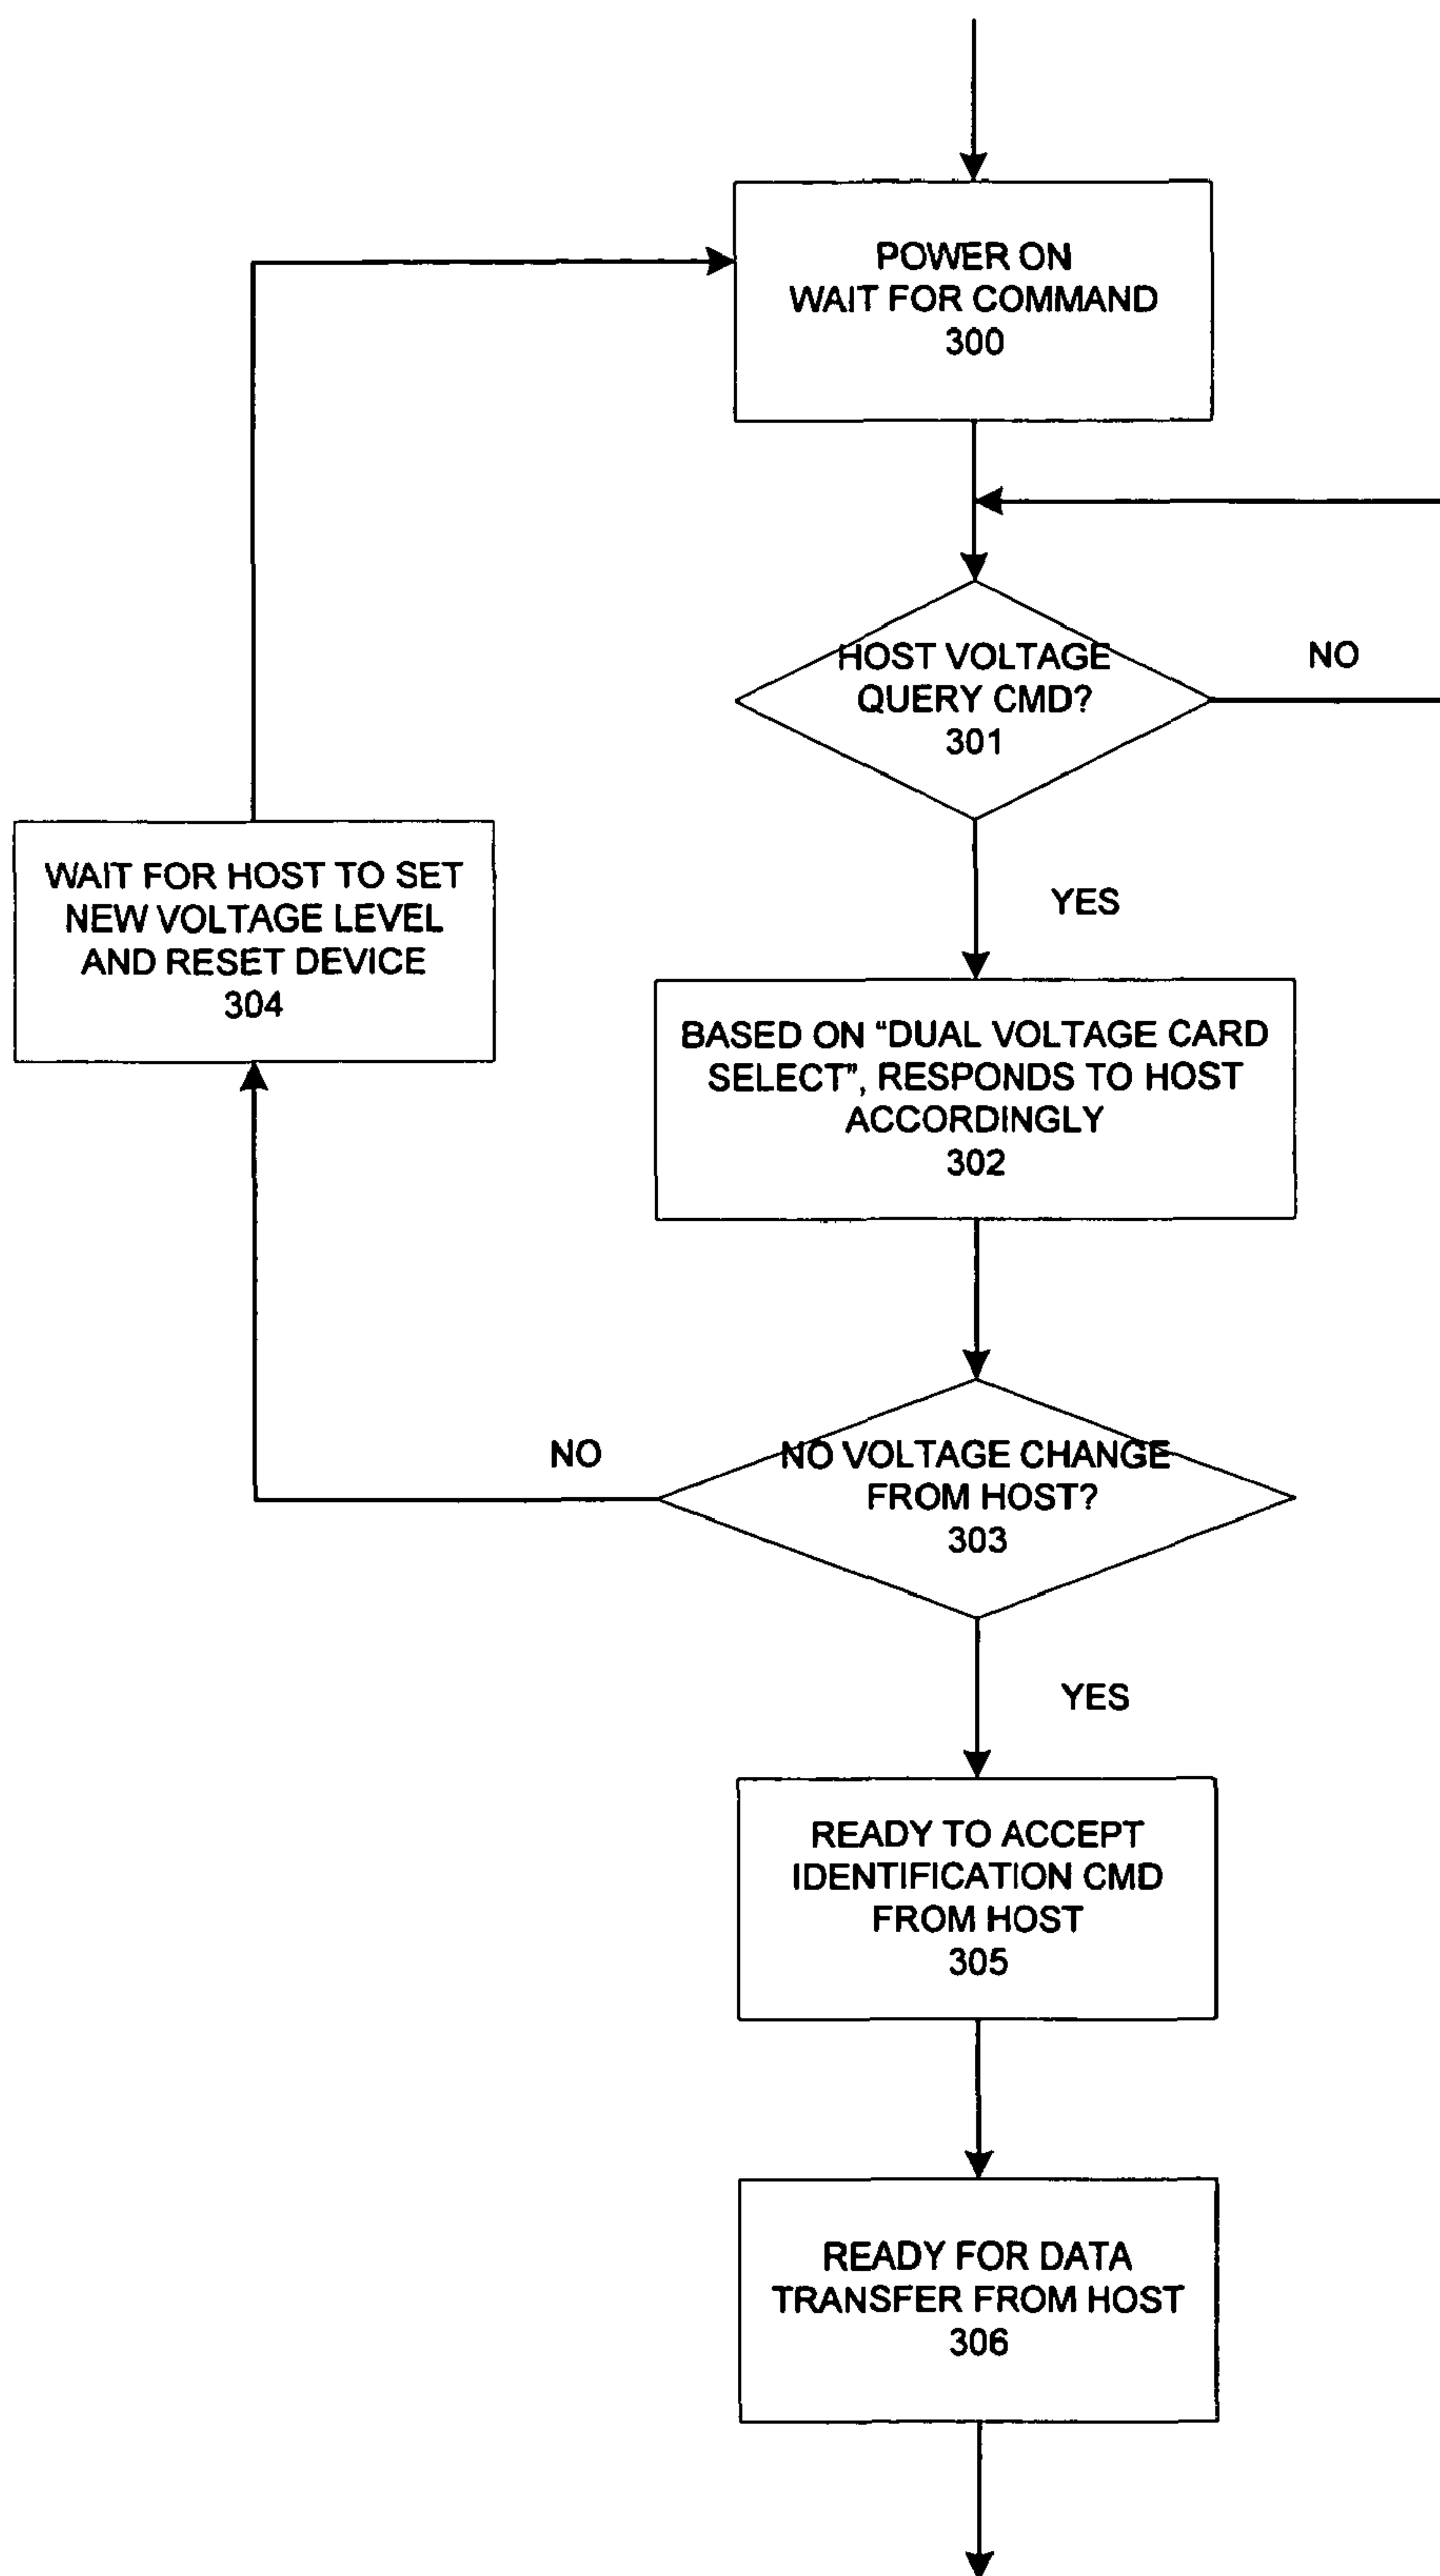 POWER ON
WAIT FOR COMMAND
300
HOST VOLTAGE
QUERY CMD?
301
NO
YES
WAIT FOR HOST TO SET
NEW VOLTAGE LEVEL
AND RESET DEVICE
304
BASED ON “DUAL VOLTAGE CARD
SELECT”, RESPONDS TO HOST
ACCORDINGLY
302
NO
NO VOLTAGE CHANGE
FROM HOST?
303
YES
READY TO ACCEPT
IDENTIFICATION CMD
FROM HOST
305
READY FOR DATA
TRANSFER FROM HOST
306